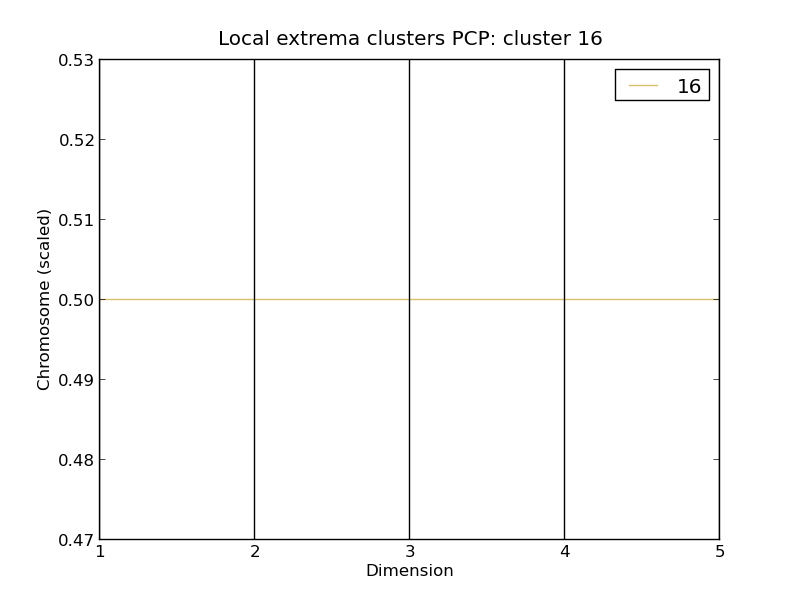 Local extrema clusters PCP: cluster 16
16
Chromosome (scaled)
0.53
0.52
0.51
0.50
0.49
0.48
0.47
1 2 3 4 5
Dimension